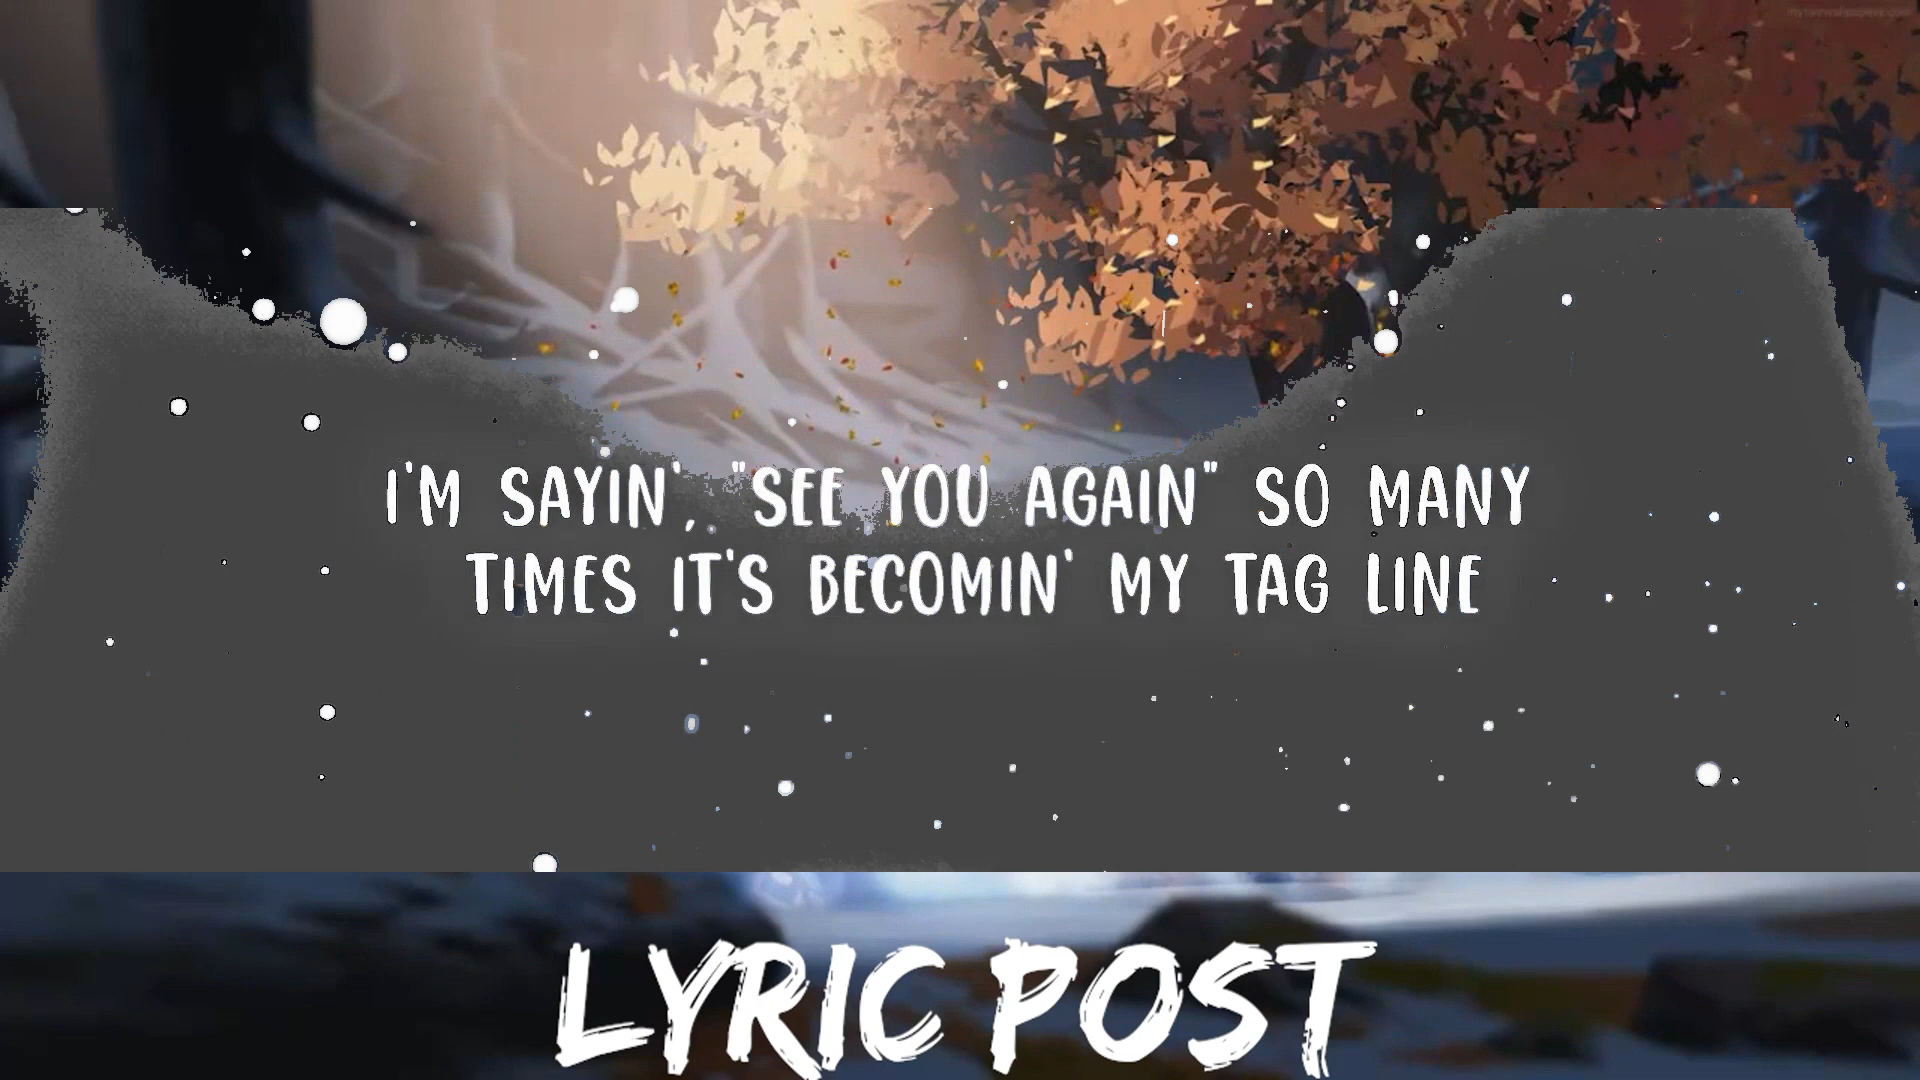 I'M SAYIN', "SEE YOU AGAIN" SO MANY
TIMES IT'S BECOMIN' MY TAG LINE
LYRIC POST